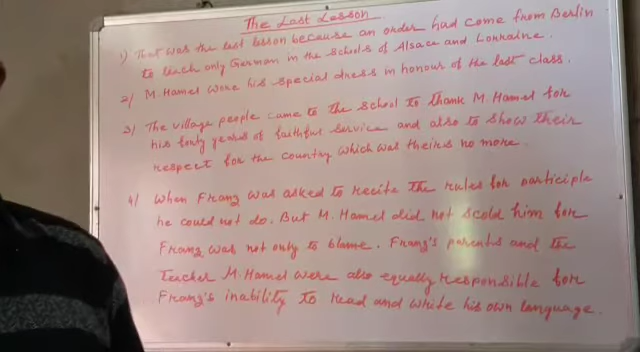 The Last Lesson
1) That was the last lesson because an order had come from Berlin
to teach only German in the schools of Alsace and Lorraine.
2) M. Hamel wore his special dress in honour of the last class.
3) The village people came to the school to thank M. Hamel for
his forty years of faithful service and also to show their
respect for the country which was theirs no more.
4) When Franz was asked to recite the rules for participle
he could not do. But M. Hamel did not scold him for
Franz was not only to blame. Franz's parents and the
teacher M. Hamel were also equally responsible for
Franz's inability to read and write his own language.